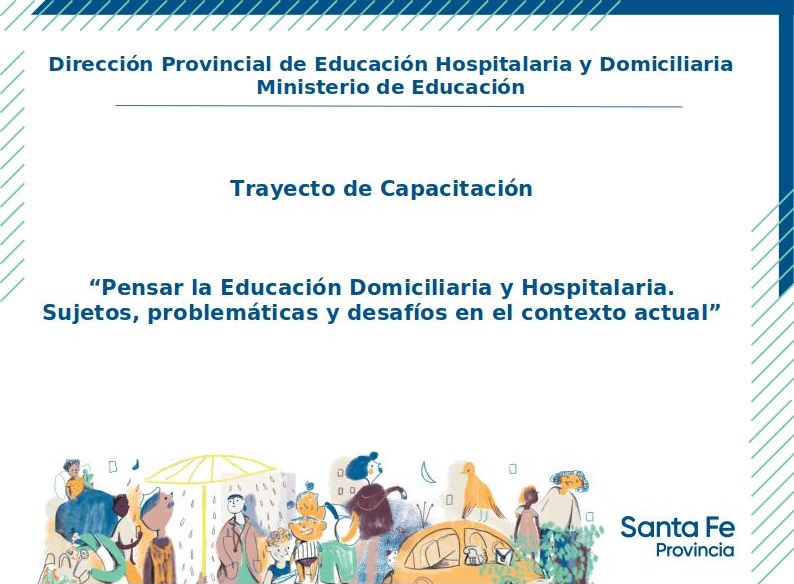 Dirección Provincial de Educación Hospitalaria y Domiciliaria
Ministerio de Educación
Trayecto de Capacitación
“Pensar la Educación Domiciliaria y Hospitalaria.
Sujetos, problemáticas y desafíos en el contexto actual”
Santa Fe
Provincia